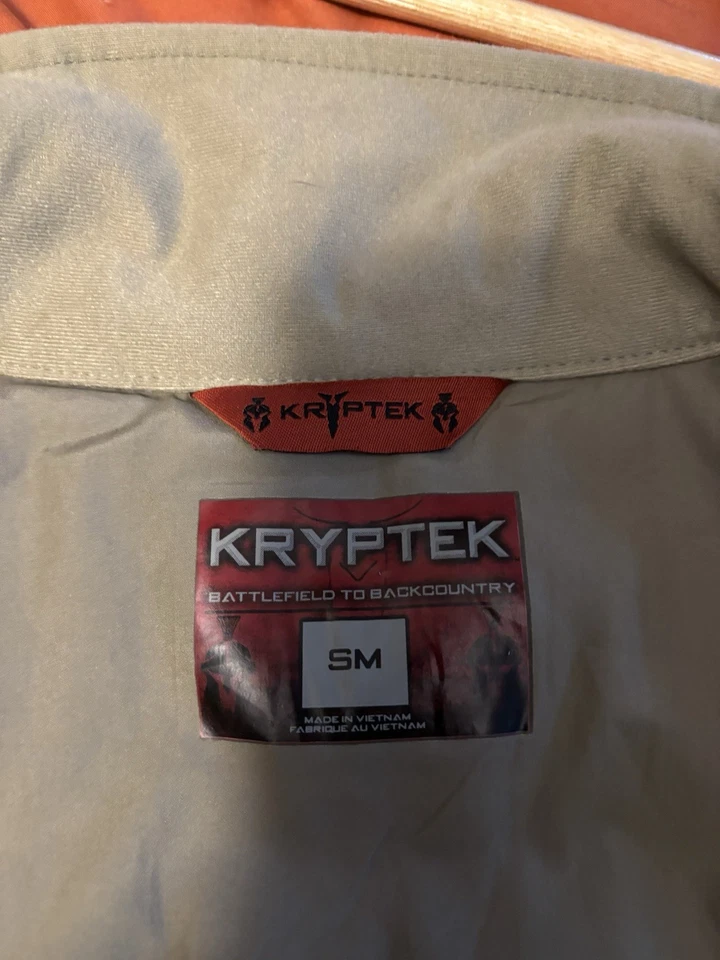 KRYPTEK
KRYPTEK
BATTLEFIELD TO BACKCOUNTRY
SM
MADE IN VIETNAM
FABRIQUE AU VIETNAM